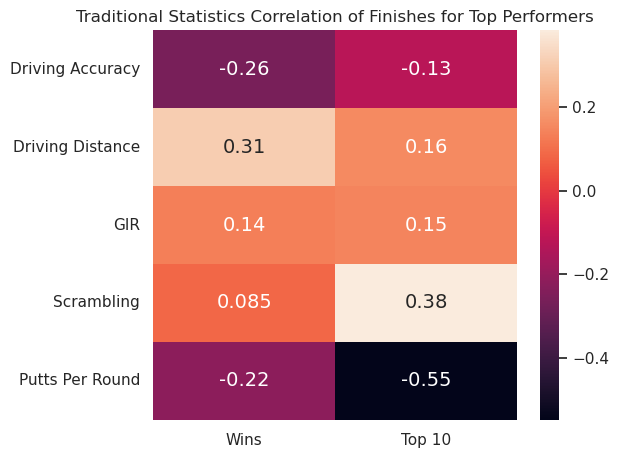 Traditional Statistics Correlation of Finishes for Top Performers
Driving Accuracy -0.26 -0.13
Driving Distance 0.31 0.16
GIR 0.14 0.15
Scrambling 0.085 0.38
Putts Per Round -0.22 -0.55
Wins Top 10
0.2
0.0
−0.2
−0.4